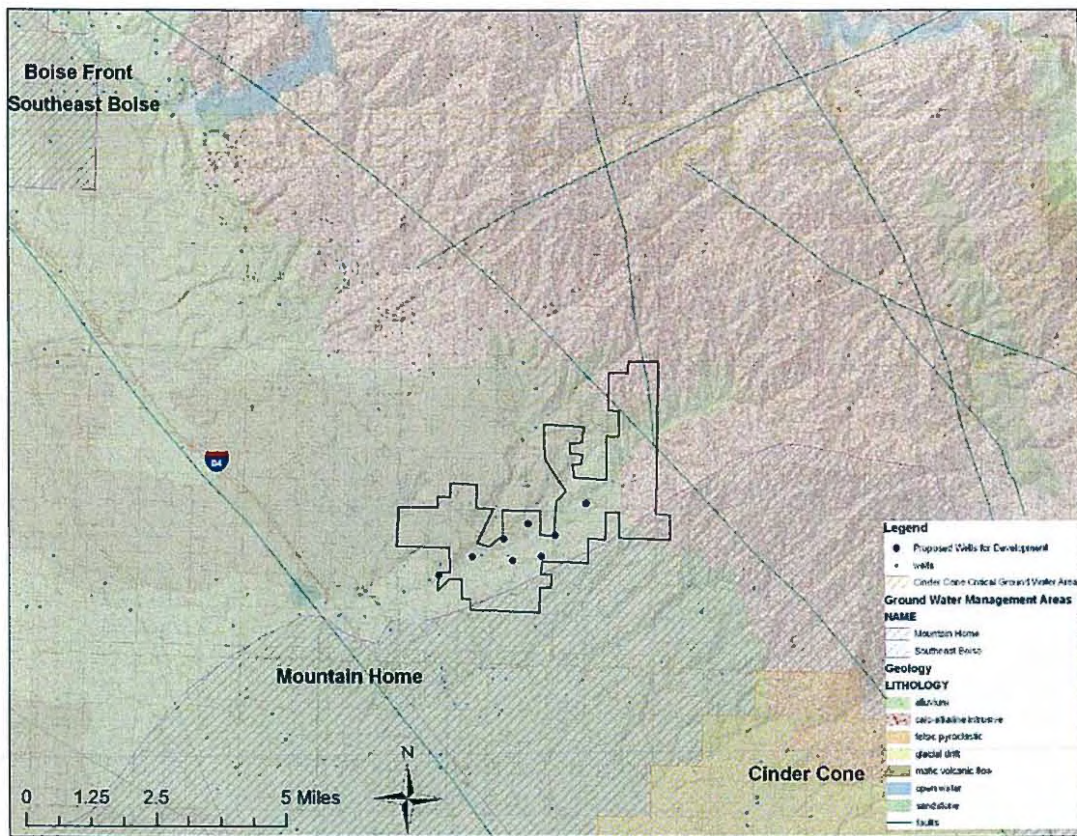 Boise Front
Southeast Boise
84
Mountain Home
Cinder Cone
N
0 1.25 2.5 5 Miles
Legend
Proposed Wells for Development
wells
Cinder Cone Critical Ground Water Area
Ground Water Management Areas
NAME
Mountain Home
Southeast Boise
Geology
LITHOLOGY
alluvium
calc-alkaline intrusive
felsic pyroclastic
glacial drift
mafic volcanic flow
open water
sandstone
faults